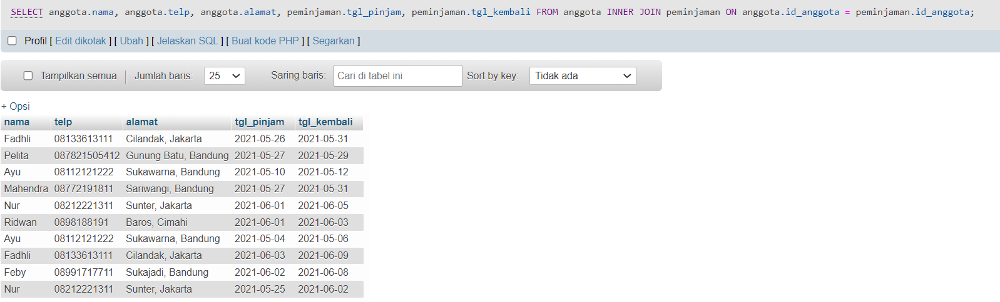 SELECT anggota.nama, anggota.telp, anggota.alamat, peminjaman.tgl_pinjam, peminjaman.tgl_kembali FROM anggota INNER JOIN peminjaman ON anggota.id_anggota = peminjaman.id_anggota;
Profil [ Edit dikotak ] [ Ubah ] [ Jelaskan SQL ] [ Buat kode PHP ] [ Segarkan ]
Tampilkan semua | Jumlah baris: 25 Saring baris: Cari di tabel ini Sort by key: Tidak ada
+ Opsi
nama telp alamat tgl_pinjam tgl_kembali
Fadhli 08133613111 Cilandak, Jakarta 2021-05-26 2021-05-31
Pelita 087821505412 Gunung Batu, Bandung 2021-05-27 2021-05-29
Ayu 08112121222 Sukawarna, Bandung 2021-05-10 2021-05-12
Mahendra 08772191811 Sariwangi, Bandung 2021-05-27 2021-05-31
Nur 08212221311 Sunter, Jakarta 2021-06-01 2021-06-05
Ridwan 0898188191 Baros, Cimahi 2021-06-01 2021-06-03
Ayu 08112121222 Sukawarna, Bandung 2021-05-04 2021-05-06
Fadhli 08133613111 Cilandak, Jakarta 2021-06-03 2021-06-09
Feby 08991717711 Sukajadi, Bandung 2021-06-02 2021-06-08
Nur 08212221311 Sunter, Jakarta 2021-05-25 2021-06-02